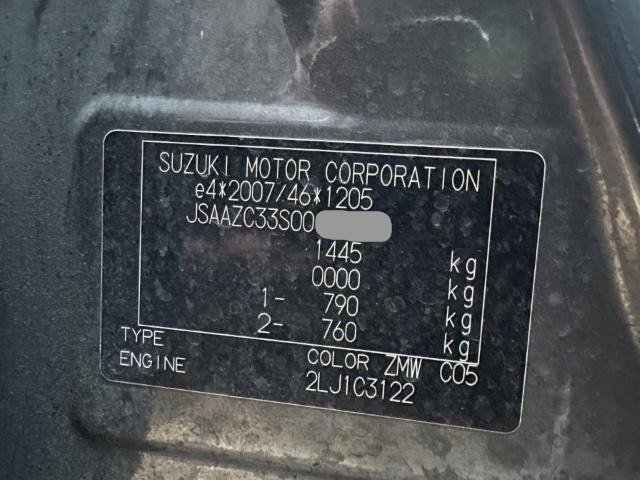 SUZUKI MOTOR CORPORATION
e4*2007/46*1205
JSAAZC33S00
1445 kg
0000 kg
1- 790 kg
2- 760 kg
TYPE COLOR ZMW C05
ENGINE 2LJ1C3122